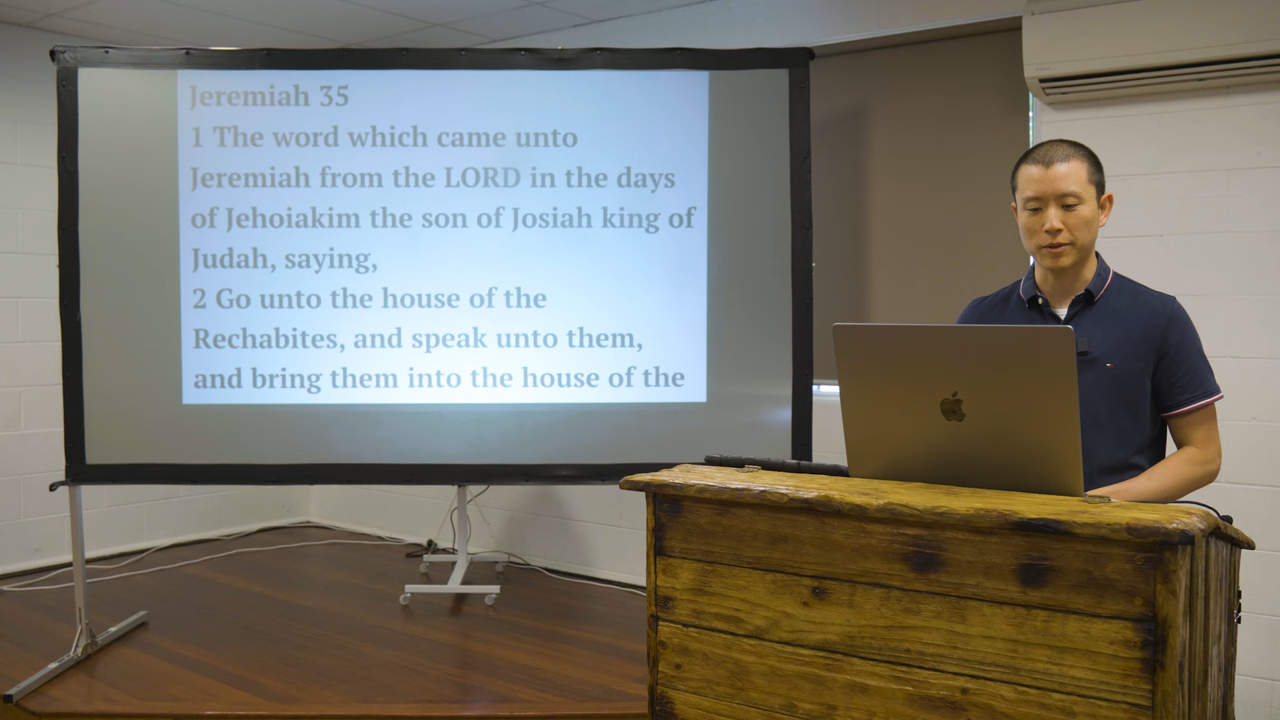 Jeremiah 35
1 The word which came unto
Jeremiah from the LORD in the days
of Jehoiakim the son of Josiah king of
Judah, saying,
2 Go unto the house of the
Rechabites, and speak unto them,
and bring them into the house of the